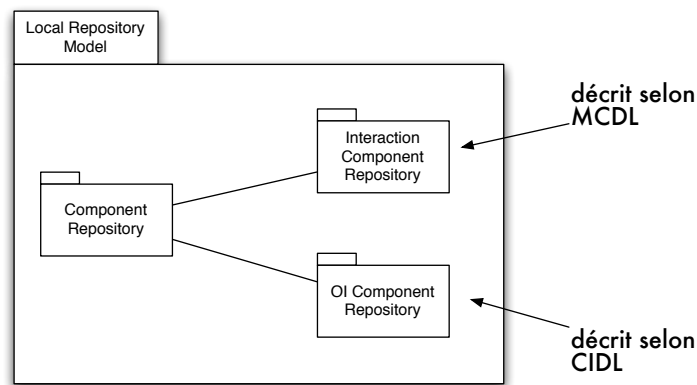 Local Repository
Model
décrit selon
MCDL
Interaction
Component
Repository
Component
Repository
OI Component
Repository
décrit selon
CIDL